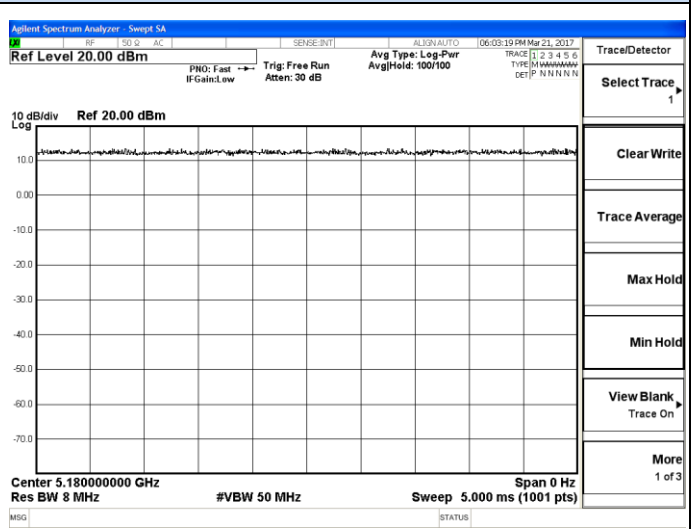 Agilent Spectrum Analyzer - Swept SA
LXI RF 50 Ω AC SENSE:INT ALIGNAUTO 06:03:19 PM Mar 21, 2017
Ref Level 20.00 dBm
PNO: Fast Trig: Free Run
IFGain:Low Atten: 30 dB
Avg Type: Log-Pwr
Avg|Hold: 100/100
TRACE 1 2 3 4 5 6
TYPE M WWWWW
DET P N N N N N
10 dB/div Ref 20.00 dBm
Log
10.0
0.00
-10.0
-20.0
-30.0
-40.0
-50.0
-60.0
-70.0
Center 5.180000000 GHz Span 0 Hz
Res BW 8 MHz #VBW 50 MHz Sweep 5.000 ms (1001 pts)
MSG STATUS
Trace/Detector
Select Trace
1
Clear Write
Trace Average
Max Hold
Min Hold
View Blank
Trace On
More
1 of 3